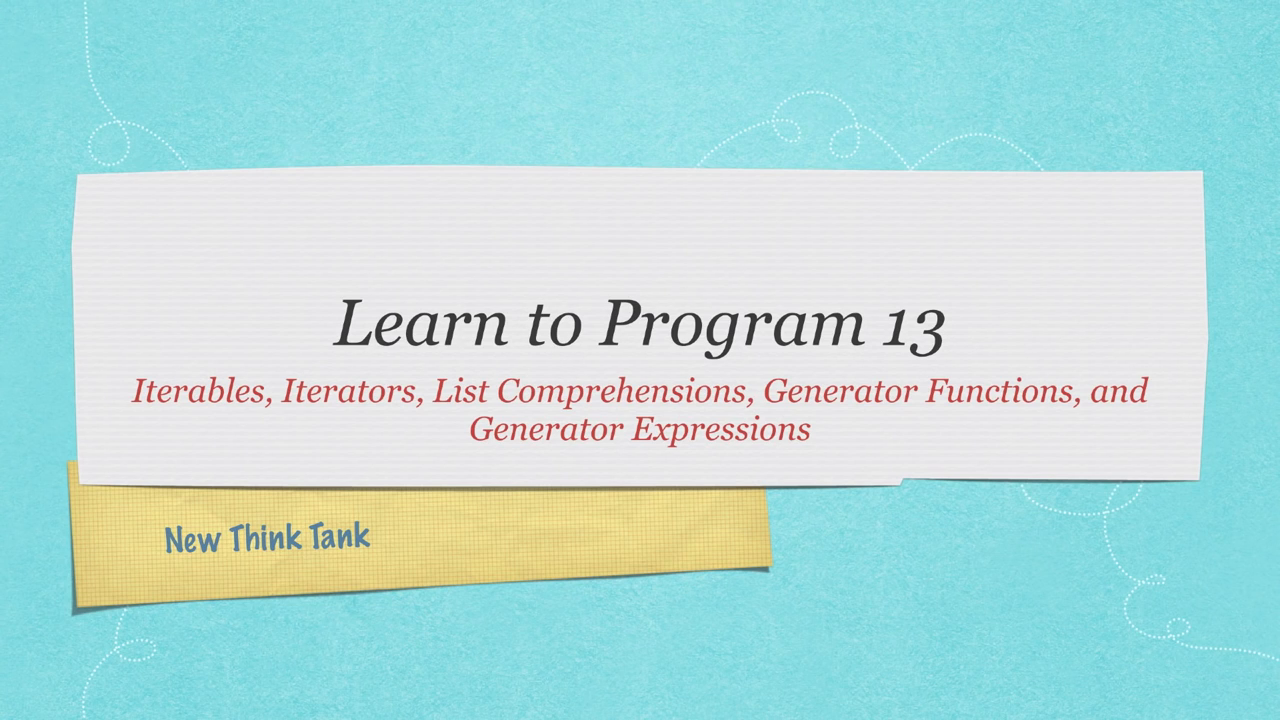 Learn to Program 13
Iterables, Iterators, List Comprehensions, Generator Functions, and
Generator Expressions
New Think Tank